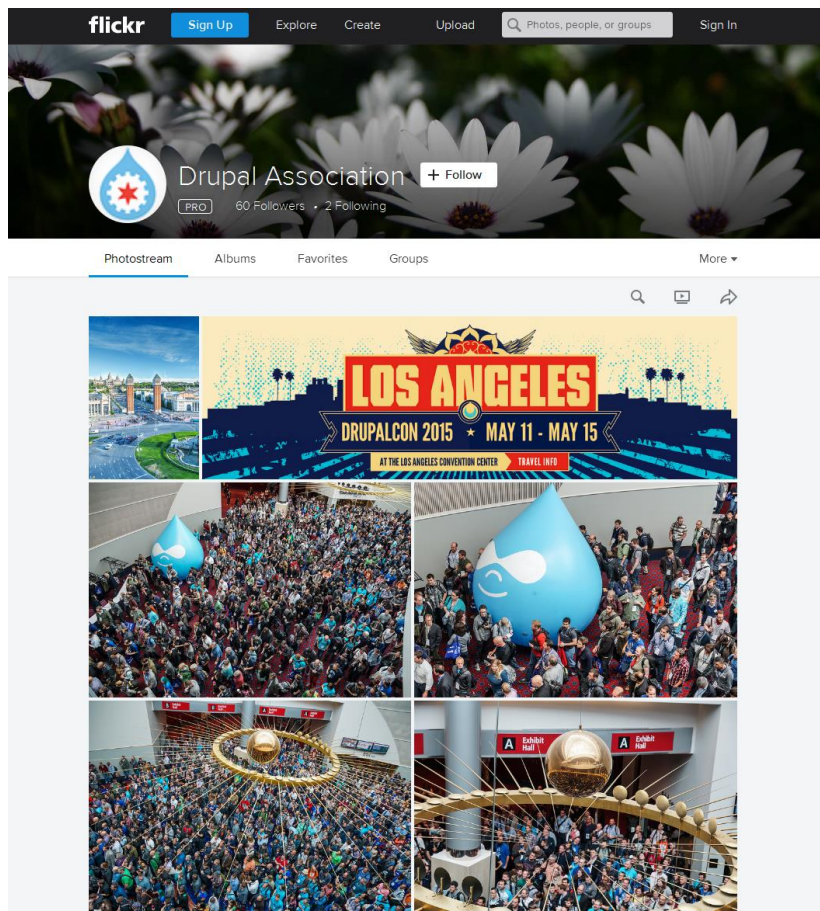 flickr Sign Up Explore Create Upload Photos, people, or groups Sign In
Drupal Association + Follow
PRO 60 Followers • 2 Following
Photostream Albums Favorites Groups More
LOS ANGELES
DRUPALCON 2015 ★ MAY 11 - MAY 15
AT THE LOS ANGELES CONVENTION CENTER TRAVEL INFO
A Exhibit Hall A Exhibit Hall